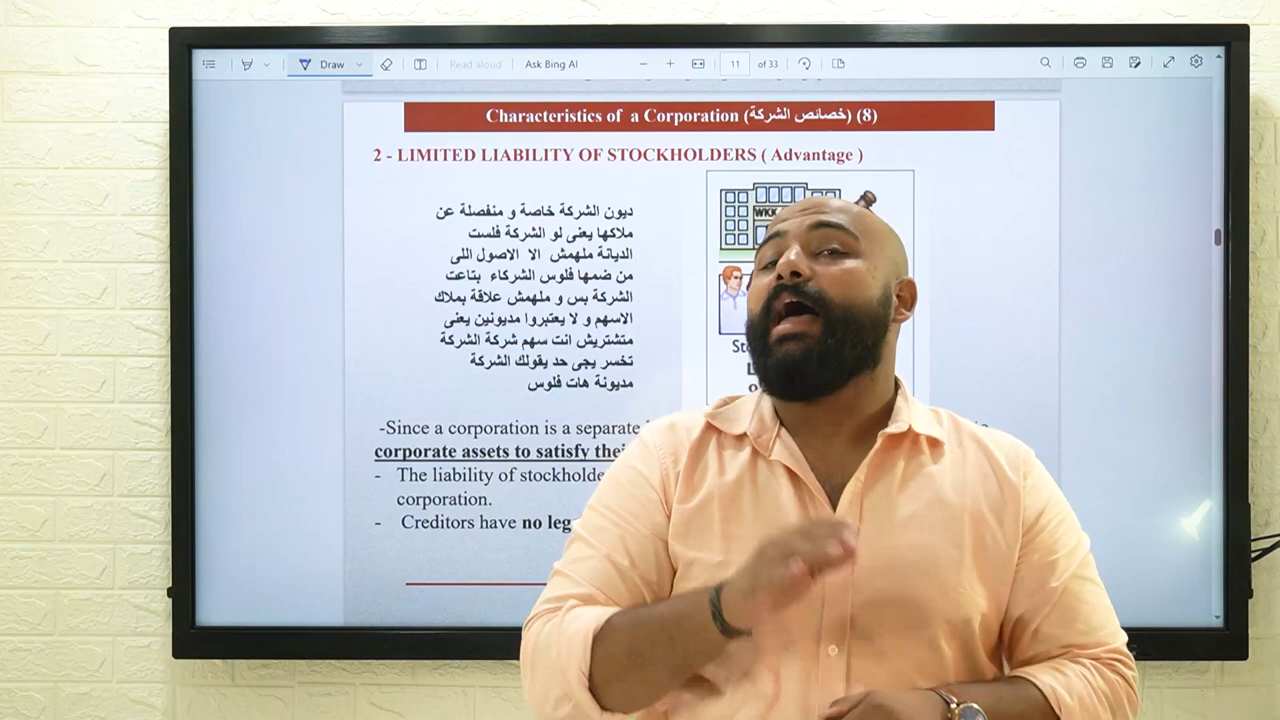 Draw
Read aloud
Ask Bing AI
11
of 33
Characteristics of a Corporation (خصائص الشركة) (8)
2 - LIMITED LIABILITY OF STOCKHOLDERS ( Advantage )
ديون الشركة خاصة و منفصلة عن
ملاكها يعنى لو الشركة فلست
الديانة ملهمش الا الاصول اللى
من ضمها فلوس الشركاء بتاعت
الشركة بس و ملهمش علاقة بملاك
الاسهم و لا يعتبروا مديونين يعنى
متشتريش انت سهم شركة الشركة
تخسر يجى حد يقولك الشركة
مديونة هات فلوس
WKK
-Since a corporation is a separate
corporate assets to satisfy
- The liability of
corporation.
- Creditors have no